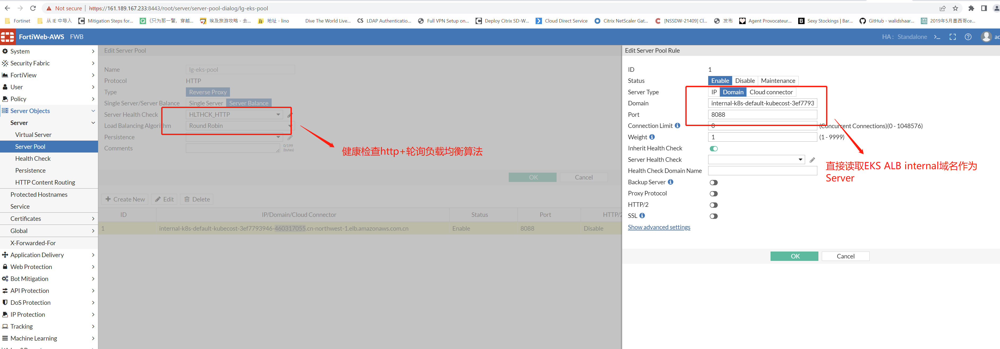 Not secure | https://161.189.167.233:8443/root/server/server-pool-dialog/lg-eks-pool
Fortinet 从 IE 中导入 Mitigation Steps for... 《只为那一瞥，穿越... 埃及旅游攻略 - 去... 地址 - lino Dive The World Live... CS LDAP Authenticatio... Full VPN Setup on... Deploy Citrix SD-W... Cloud Direct Service Citrix NetScaler Gat... [NSSDW-21409] Cl... 发布 Agent Provocateur... Sexy Stockings | Bar... GitHub - walidshaar... 2019年5月墨西哥ce...
FortiWeb-AWS FWB HA: Standalone
System
Security Fabric
FortiView
User
Policy
Server Objects
Server
Virtual Server
Server Pool
Health Check
Persistence
HTTP Content Routing
Protected Hostnames
Service
Certificates
Global
X-Forwarded-For
Application Delivery
Web Protection
Bot Mitigation
API Protection
DoS Protection
IP Protection
Tracking
Machine Learning
Edit Server Pool
Name lg-eks-pool
Protocol HTTP
Type Reverse Proxy
Single Server/Server Balance Single Server Server Balance
Server Health Check HLTHCK_HTTP
Load Balancing Algorithm Round Robin
Persistence
Comments 0/199
(bytes)
健康检查http+轮询负载均衡算法
OK Cancel
Create New Edit Delete
ID IP/Domain/Cloud Connector Status Port HTTP/2
1 internal-k8s-default-kubecost-3ef7793946-460317055.cn-northwest-1.elb.amazonaws.com.cn Enable 8088 Disable
Edit Server Pool Rule
ID 1
Status Enable Disable Maintenance
Server Type IP Domain Cloud connector
Domain internal-k8s-default-kubecost-3ef7793
Port 8088
Connection Limit 0 (Concurrent Connections)(0 - 1048576)
Weight 1 (1 - 9999)
Inherit Health Check
Server Health Check
Health Check Domain Name
Backup Server
Proxy Protocol
HTTP/2
SSL
Show advanced settings
直接读取EKS ALB internal域名作为
Server
OK Cancel